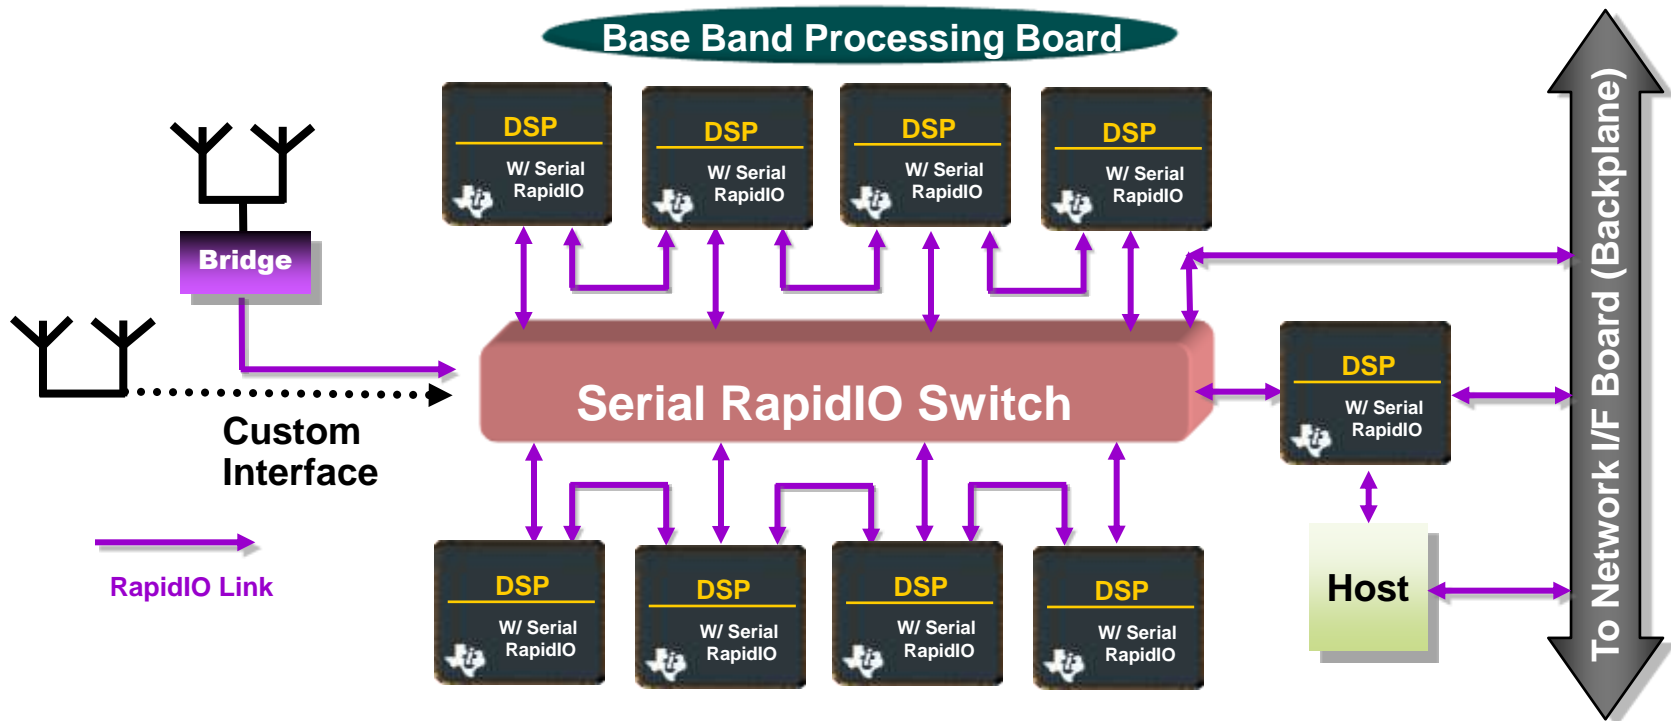 Base Band Processing Board
DSP
W/ Serial
RapidIO
DSP
W/ Serial
RapidIO
DSP
W/ Serial
RapidIO
DSP
W/ Serial
RapidIO
Bridge
Serial RapidIO Switch
Custom
Interface
RapidIO Link
DSP
W/ Serial
RapidIO
Host
To Network I/F Board (Backplane)
DSP
W/ Serial
RapidIO
DSP
W/ Serial
RapidIO
DSP
W/ Serial
RapidIO
DSP
W/ Serial
RapidIO